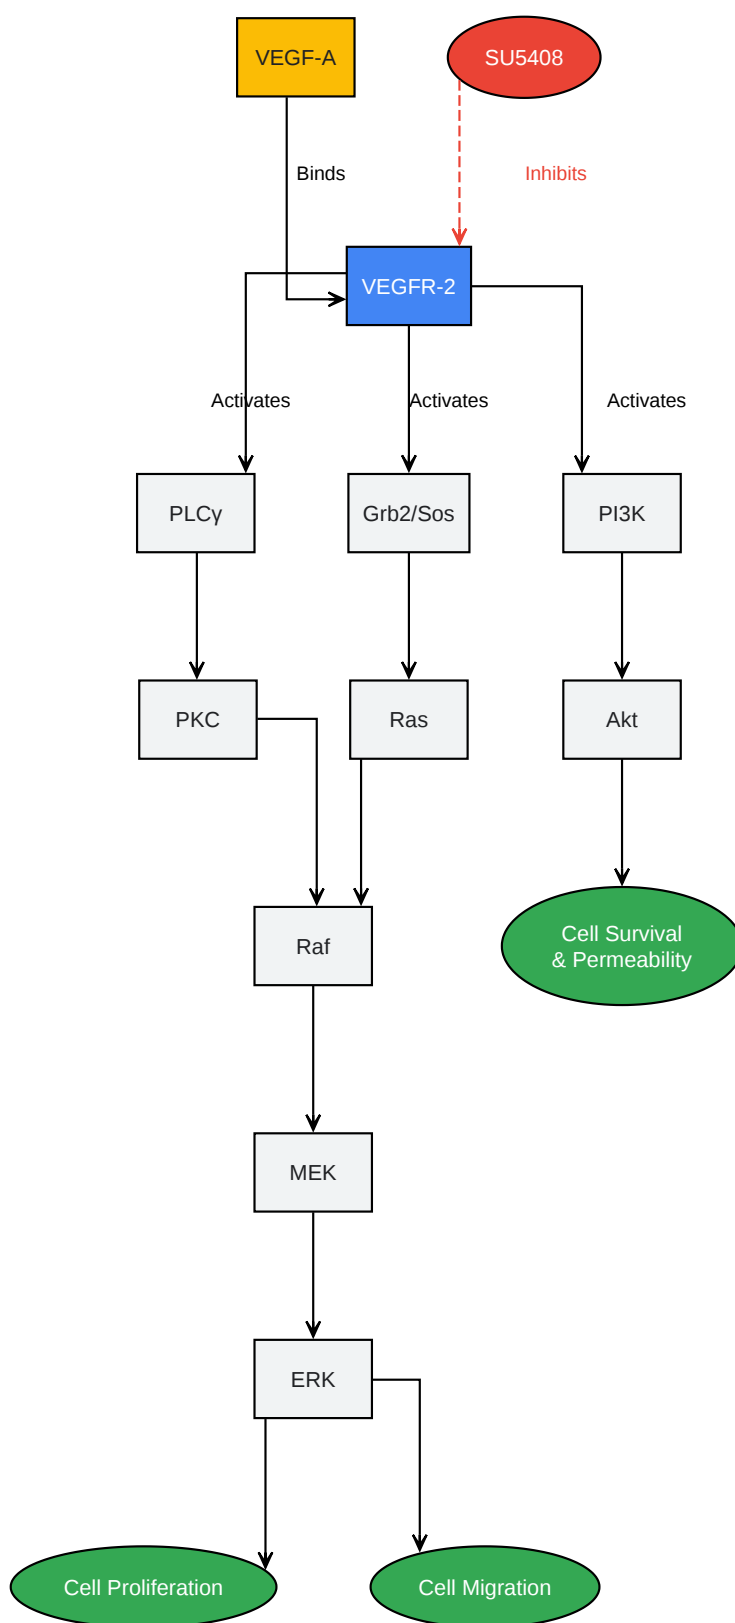 VEGF-A
SU5408
Binds
Inhibits
VEGFR-2
Activates
Activates
Activates
PLCγ
Grb2/Sos
PI3K
PKC
Ras
Akt
Raf
Cell Survival
& Permeability
MEK
ERK
Cell Proliferation
Cell Migration